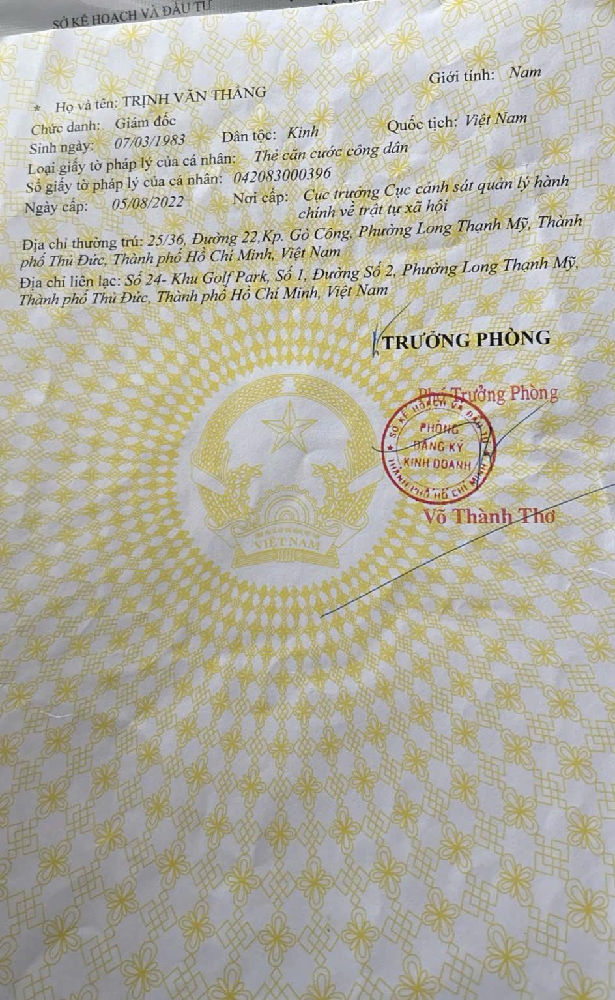 SỞ KẾ HOẠCH VÀ ĐẦU TƯ
Giới tính: Nam
* Họ và tên: TRỊNH VĂN THẮNG
Chức danh: Giám đốc
Sinh ngày: 07/03/1983 Dân tộc: Kinh Quốc tịch: Việt Nam
Loại giấy tờ pháp lý của cá nhân: Thẻ căn cước công dân
Số giấy tờ pháp lý của cá nhân: 042083000396
Ngày cấp: 05/08/2022 Nơi cấp: Cục trưởng Cục cảnh sát quản lý hành
chính về trật tự xã hội
Địa chỉ thường trú: 25/36, Đường 22,Kp. Gò Công, Phường Long Thạnh Mỹ, Thành
phố Thủ Đức, Thành phố Hồ Chí Minh, Việt Nam
Địa chỉ liên lạc: Số 24- Khu Golf Park, Số 1, Đường Số 2, Phường Long Thạnh Mỹ,
Thành phố Thủ Đức, Thành phố Hồ Chí Minh, Việt Nam
TRƯỞNG PHÒNG
Phó Trưởng Phòng
SỞ KẾ HOẠCH VÀ ĐẦU TƯ
PHÒNG
ĐĂNG KÝ
KINH DOANH
THÀNH PHỐ HỒ CHÍ MINH
Võ Thành Thơ
VIỆT NAM